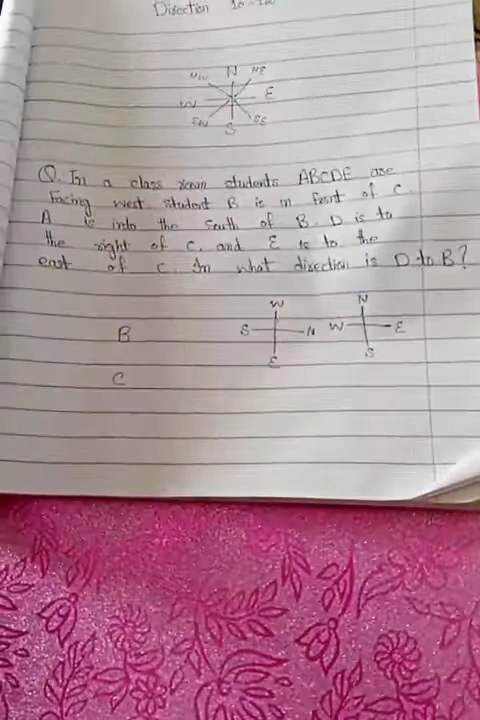 Direction
NW N NE
W E
SW S SE
Q. In a class room students ABCDE are
Facing west. student B is in front of C
A is into the South of B. D is to
the right of C. and E is to the
east of C. In what direction is D to B?
W N
B S N W E
E S
C